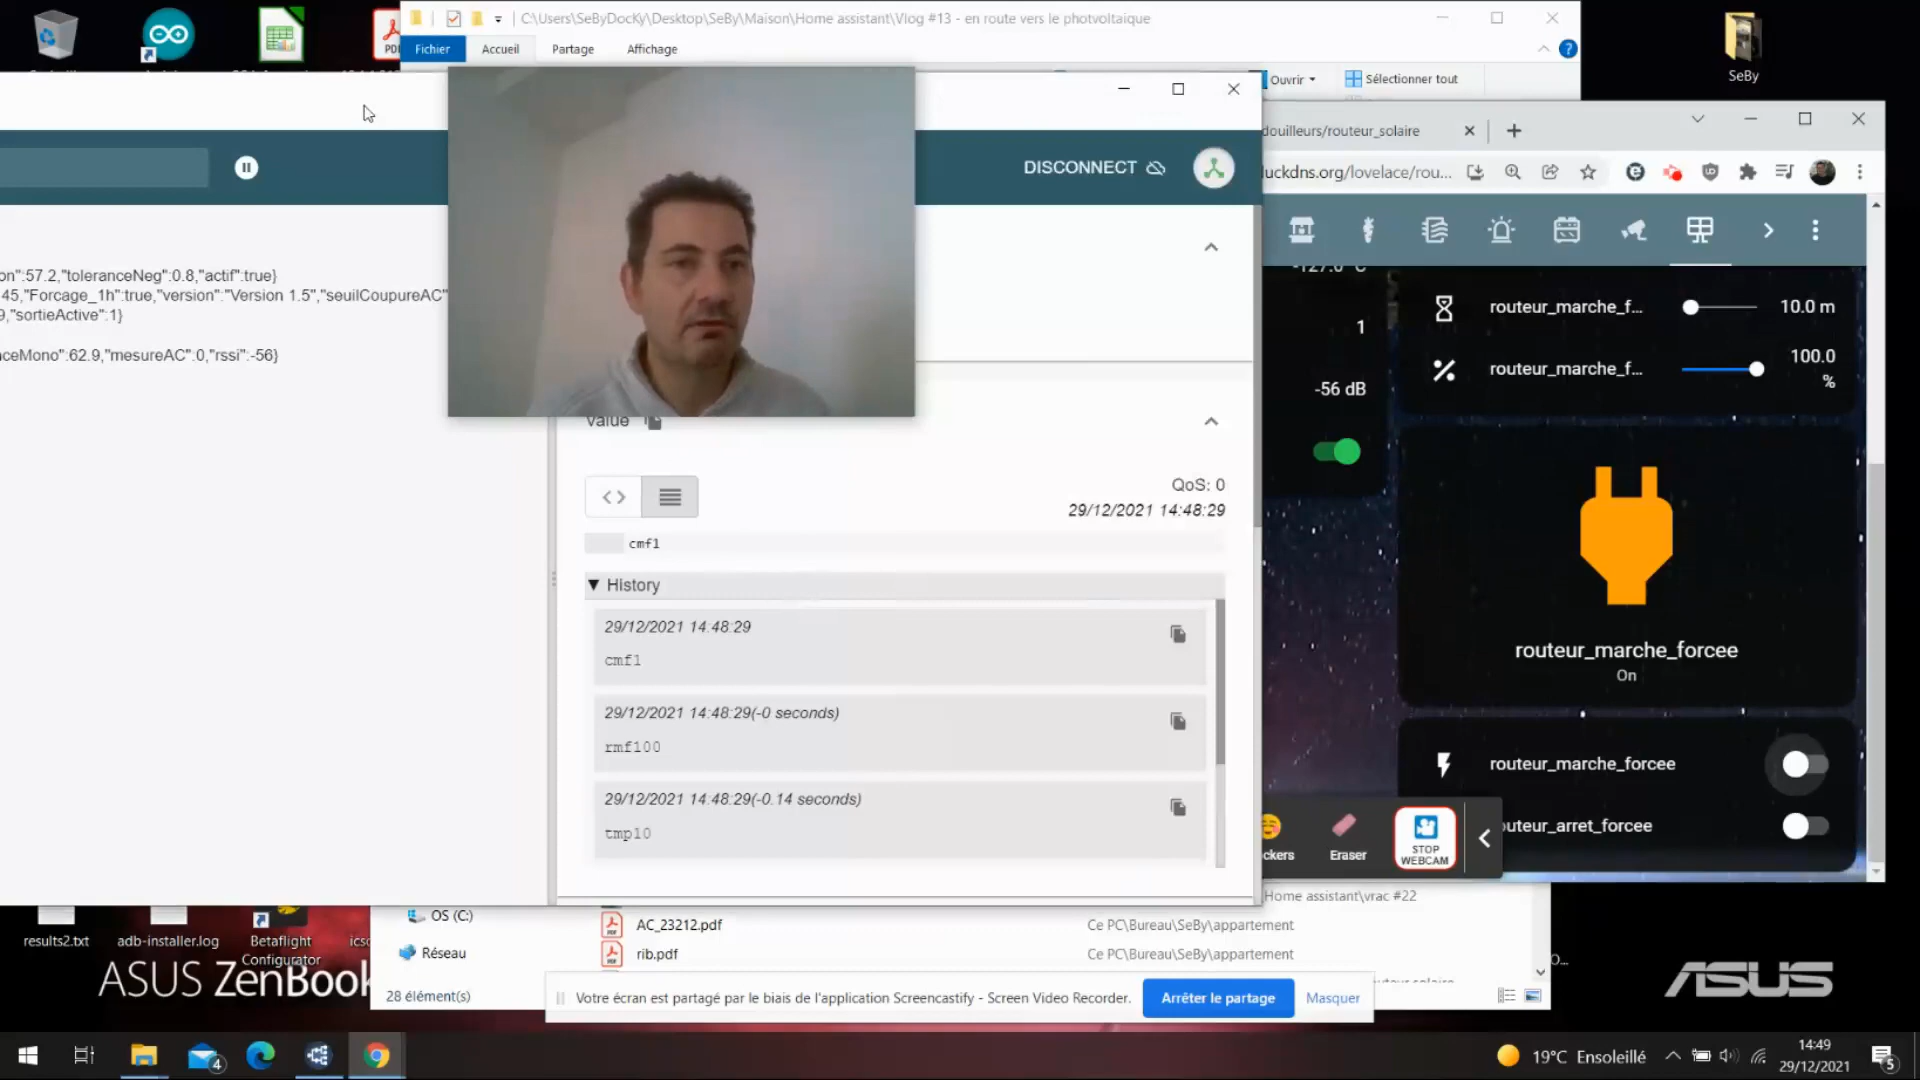 C:\Users\SeByDocKy\Desktop\SeBy\Maison\Home assistant\Vlog #13 - en route vers le photvoltaique
Fichier
Accueil
Partage
Affichage
Ouvrir
Sélectionner tout
SeBy
PDF
DISCONNECT
douilleurs/routeur_solaire
uckdns.org/lovelace/rou...
on":57.2,"toleranceNeg":0.8,"actif":true}
45,"Forcage_1h":true,"version":"Version 1.5","seuilCoupureAC"
9,"sortieActive":1}
ceMono":62.9,"mesureAC":0,"rssi":-56}
Value
QoS: 0
29/12/2021 14:48:29
cmf1
History
29/12/2021 14:48:29
cmf1
29/12/2021 14:48:29(-0 seconds)
rmf100
29/12/2021 14:48:29(-0.14 seconds)
tmp10
-127.0 °C
1
-56 dB
routeur_marche_f...
10.0 m
routeur_marche_f...
100.0
%
routeur_marche_forcee
On
routeur_marche_forcee
outeur_arret_forcee
ckers
Eraser
STOP
WEBCAM
Home assistant\vrac #22
OS (C:)
Réseau
AC_23212.pdf
Ce PC\Bureau\SeBy\appartement
rib.pdf
Ce PC\Bureau\SeBy\appartement
28 élément(s)
results2.txt
adb-installer.log
Betaflight
Configurator
icsc
ASUS ZenBook
ASUS
Votre écran est partagé par le biais de l'application Screencastify - Screen Video Recorder.
Arrêter le partage
Masquer
4
19°C Ensoleillé
14:49
29/12/2021
5